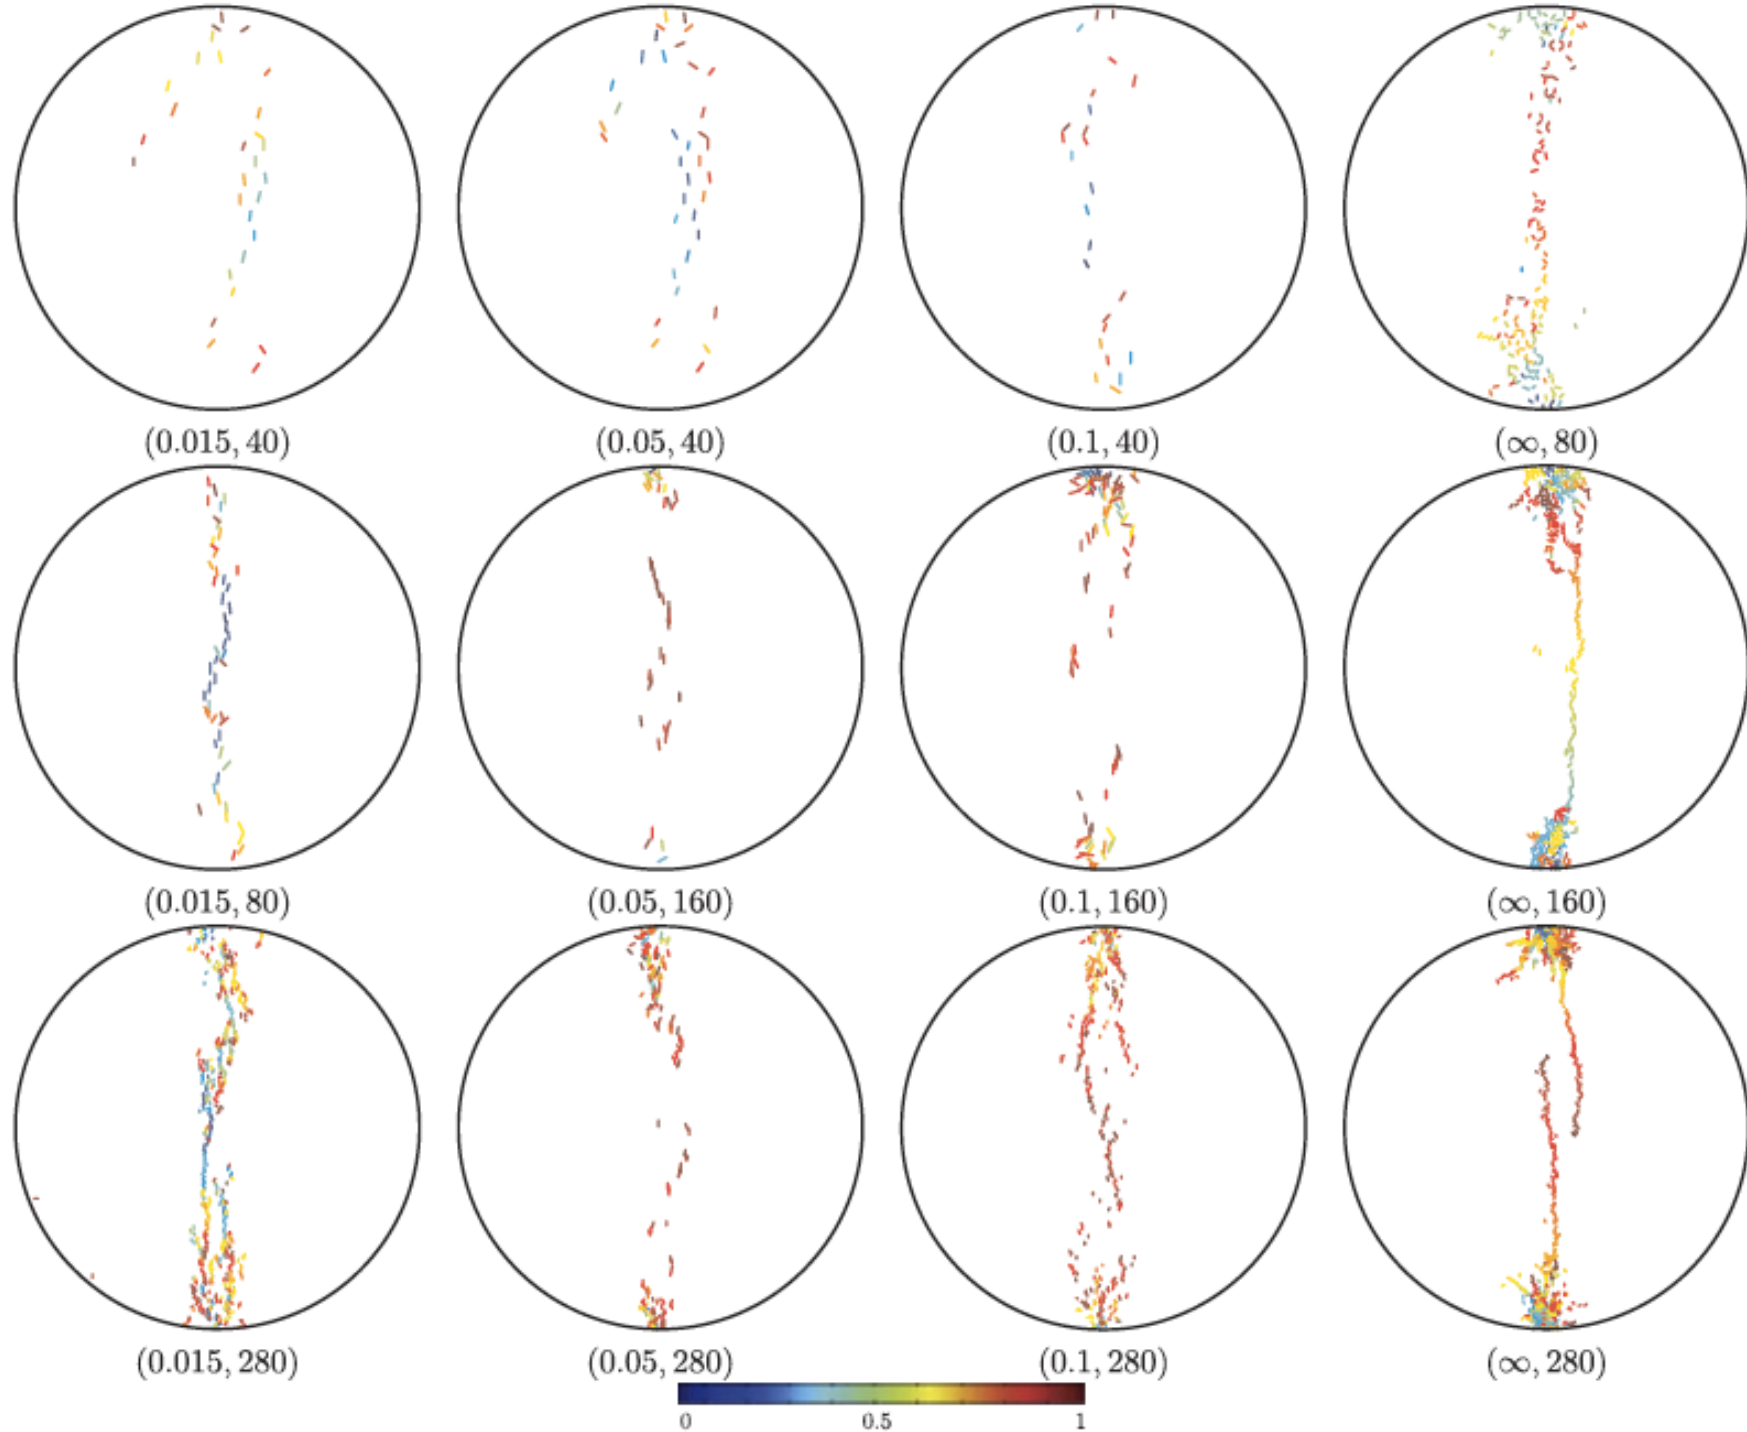 (0.015, 40) (0.05, 40) (0.1, 40) (∞, 80)
(0.015, 80) (0.05, 160) (0.1, 160) (∞, 160)
(0.015, 280) (0.05, 280) (0.1, 280) (∞, 280)
0 0.5 1